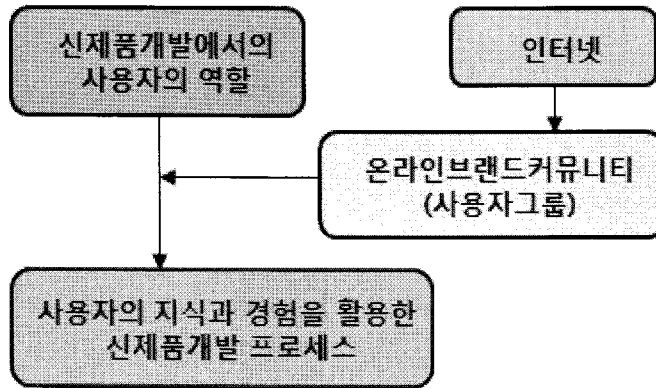 신제품개발에서의
사용자의 역할
인터넷
온라인브랜드커뮤니티
(사용자그룹)
사용자의 지식과 경험을 활용한
신제품개발 프로세스